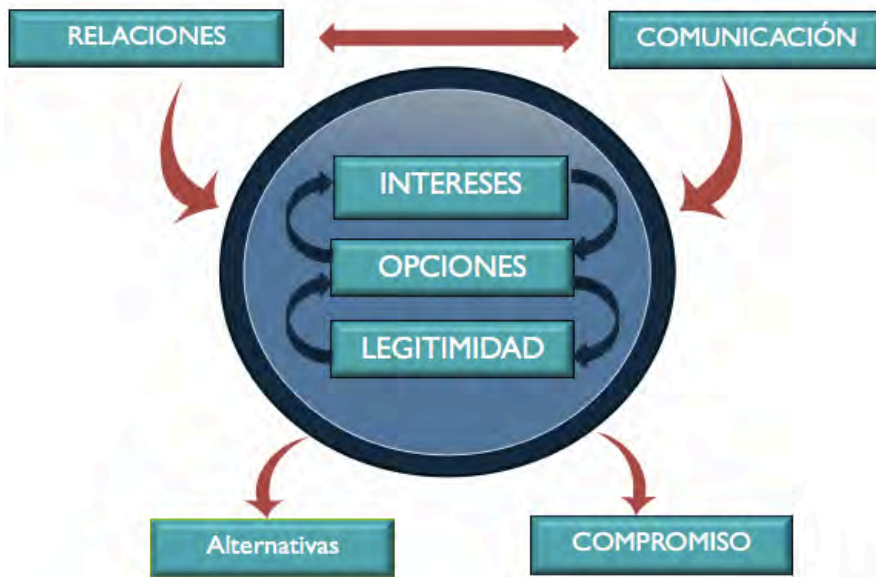 RELACIONES
COMUNICACIÓN
INTERESES
OPCIONES
LEGITIMIDAD
Alternativas
COMPROMISO